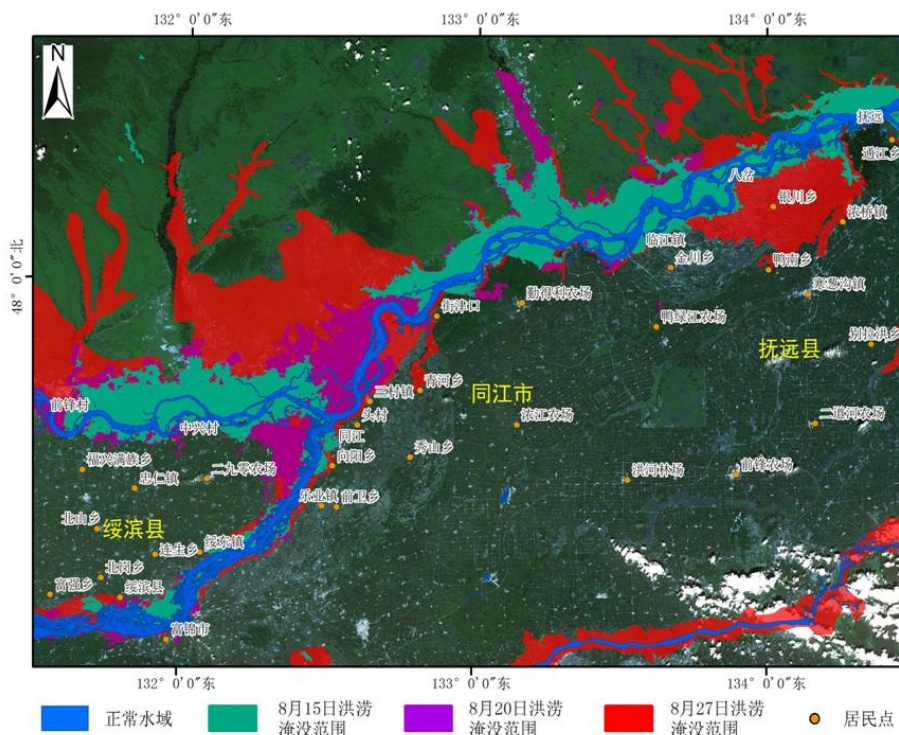 132° 0′0″东
133° 0′0″东
134° 0′0″东
N
抚远
通江乡
八岔
银川乡
浓桥镇
临江镇
金川乡
鸭南乡
寒葱沟镇
48° 0′0″北
勤得利农场
街津口
鸭绿江农场
别拉洪乡
抚远县
青河乡
同江市
三村镇
前锋村
头村
中兴村
浓江农场
二道河农场
同江
秀山乡
向阳乡
福兴满族乡
二九零农场
忠仁镇
洪河林场
前锋农场
乐业镇
前卫乡
北山乡
绥滨县
绥东镇
连生乡
北岗乡
富强乡
绥滨县
富锦市
132° 0′0″东
133° 0′0″东
134° 0′0″东
正常水域
8月15日洪涝
淹没范围
8月20日洪涝
淹没范围
8月27日洪涝
淹没范围
居民点